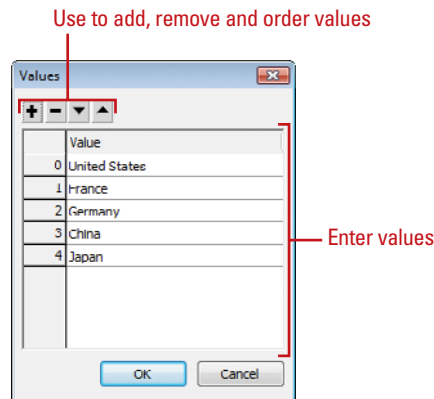 Use to add, remove and order values
Values
Value
0 United States
1 France
2 Germany
3 China
4 Japan
Enter values
OK Cancel